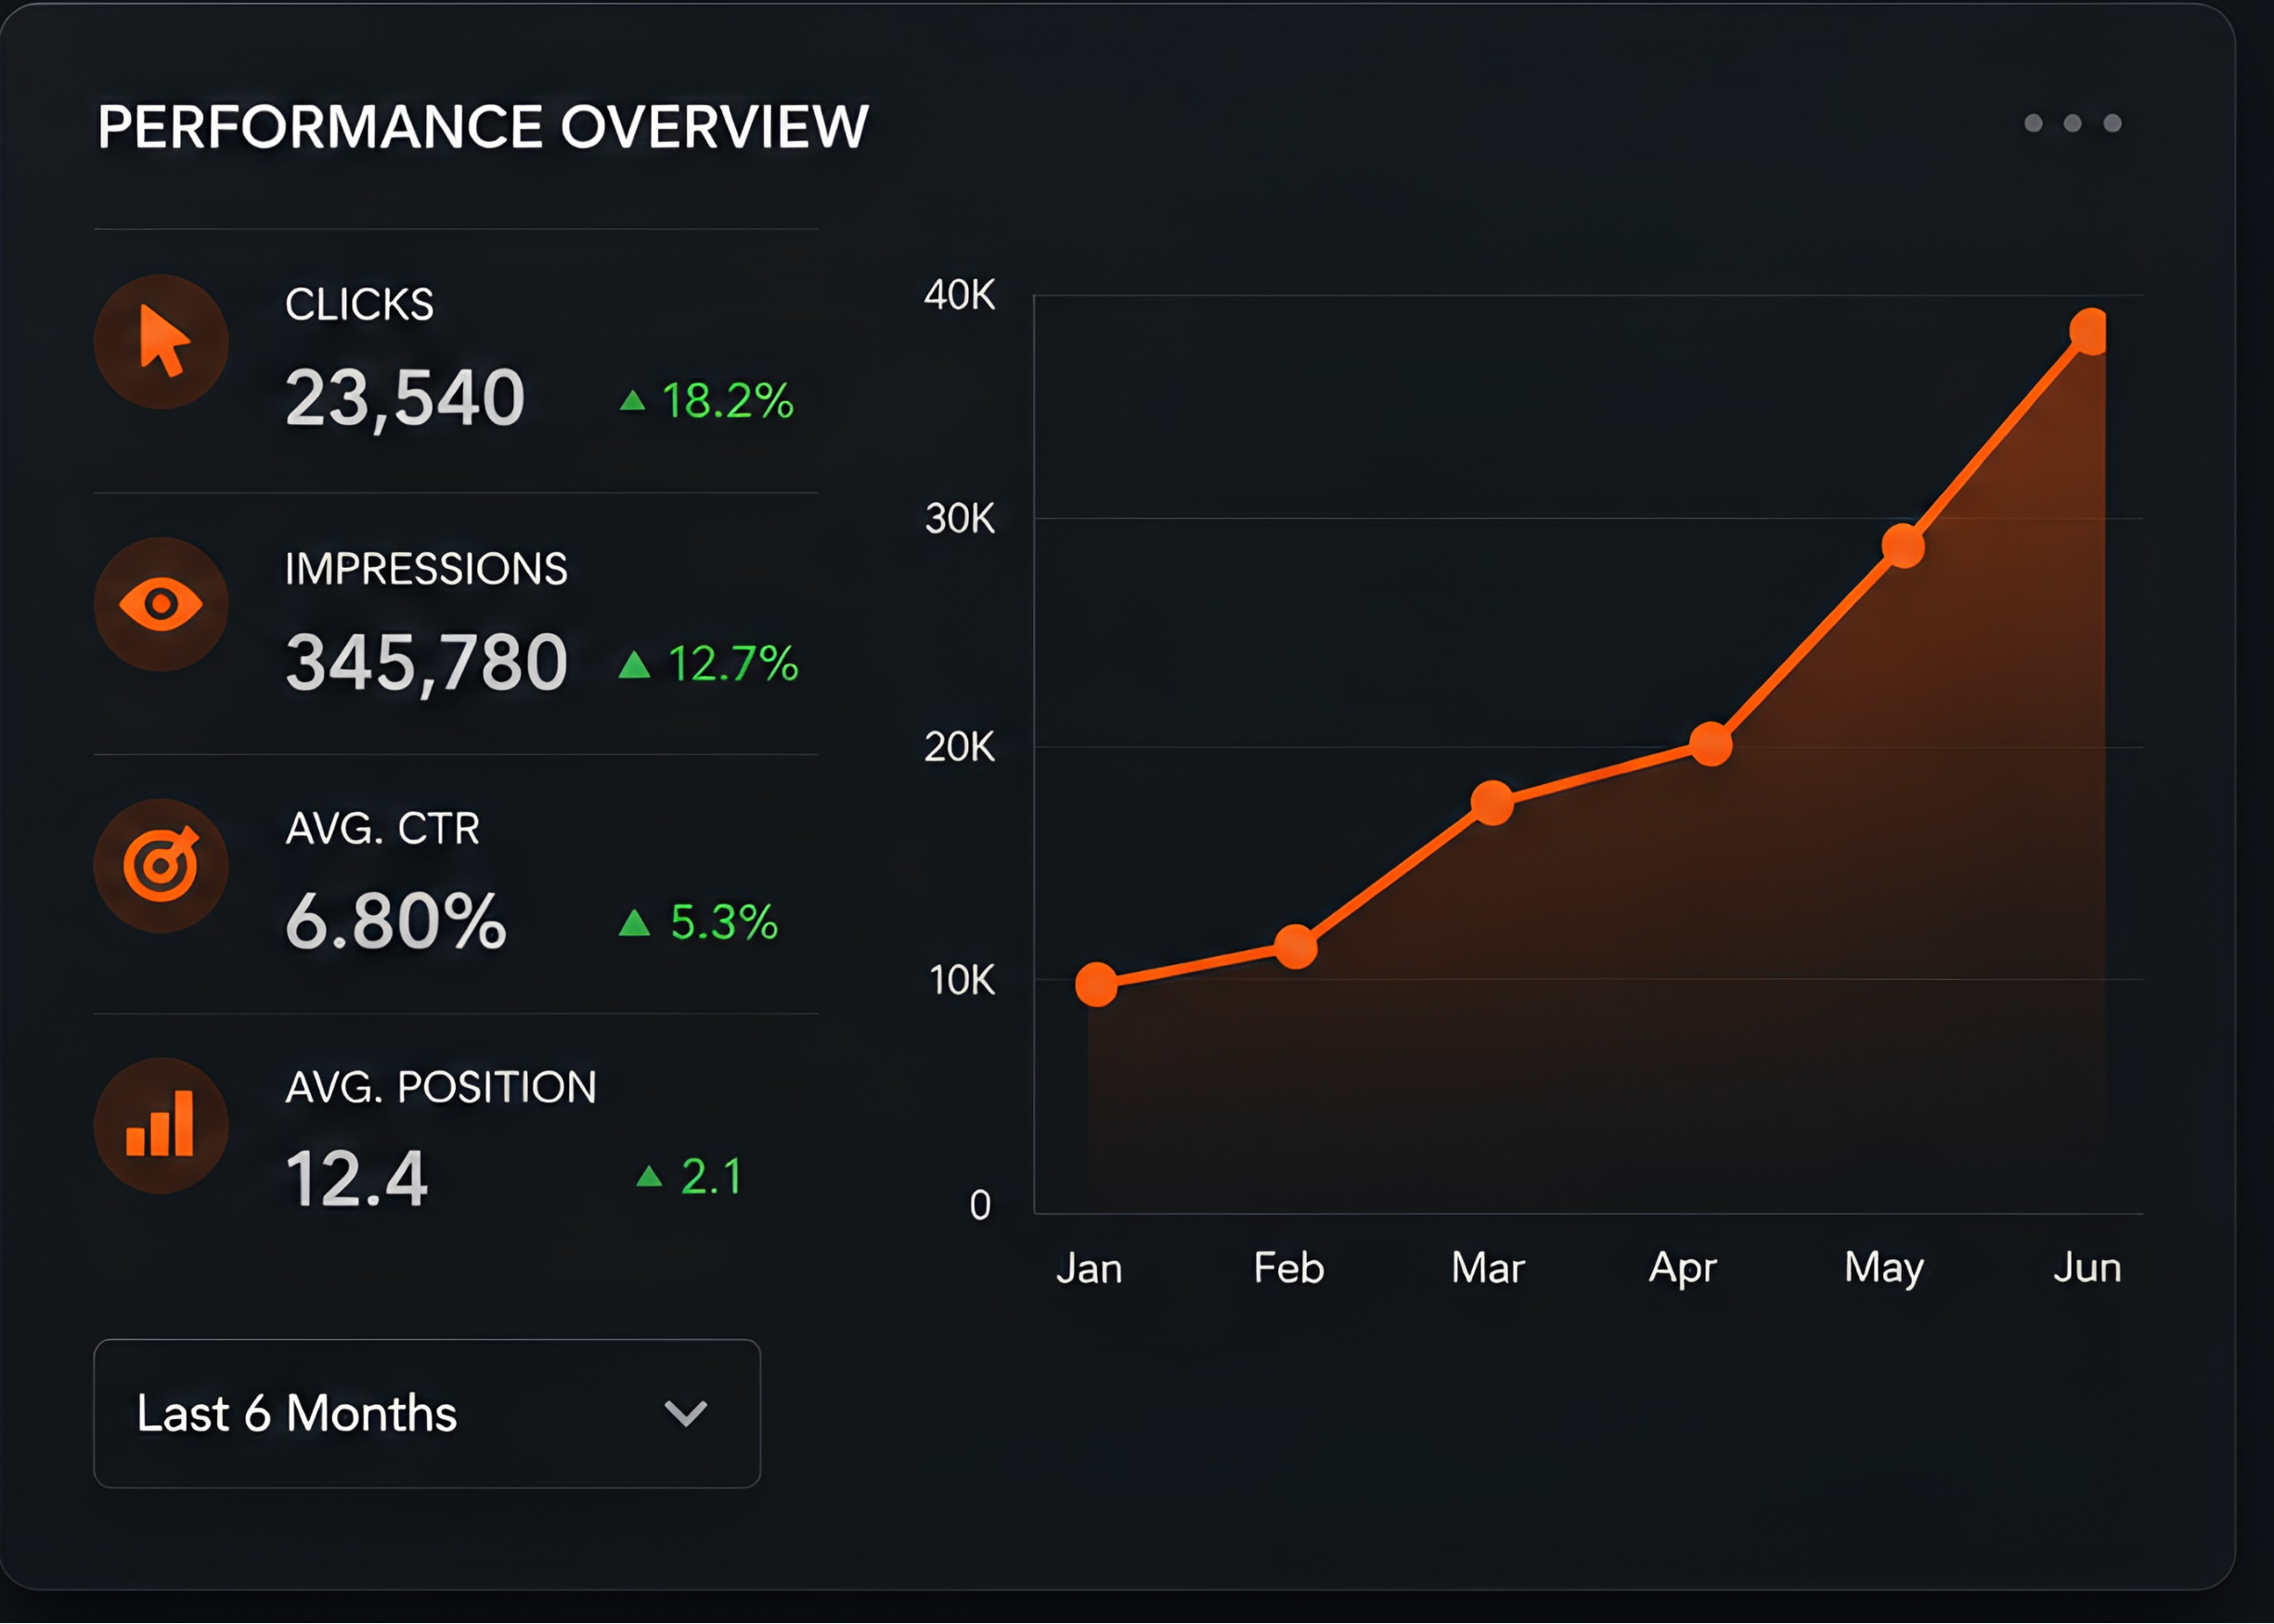 PERFORMANCE OVERVIEW
CLICKS
23,540 ▲ 18.2%
IMPRESSIONS
345,780 ▲ 12.7%
AVG. CTR
6.80% ▲ 5.3%
AVG. POSITION
12.4 ▲ 2.1
Last 6 Months
40K
30K
20K
10K
0
Jan Feb Mar Apr May Jun